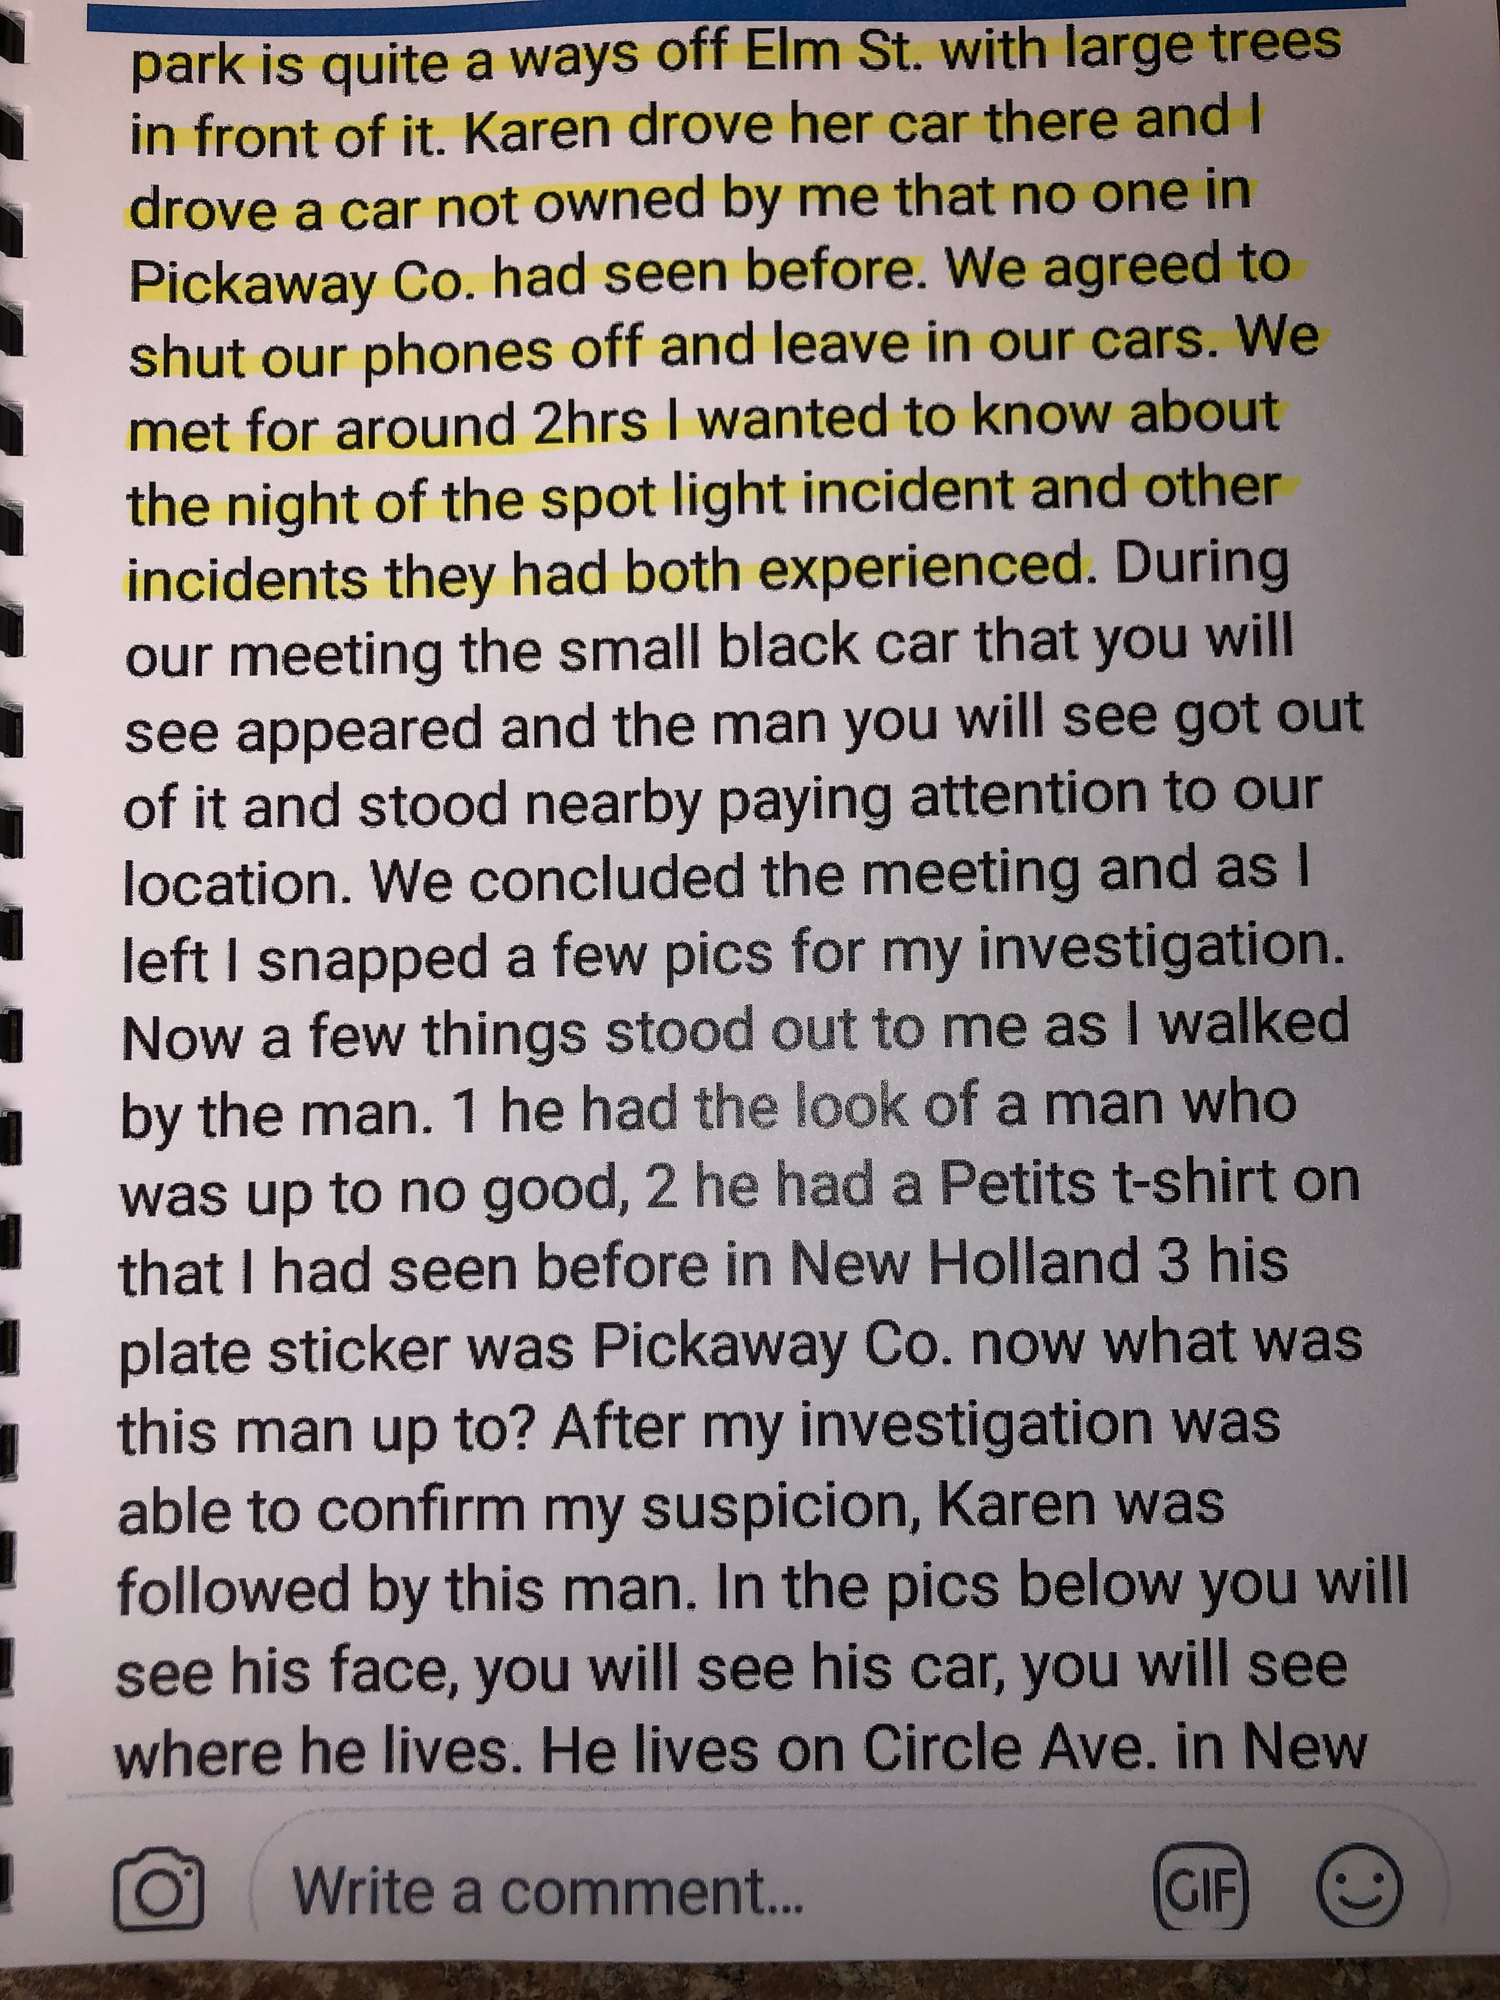 park is quite a ways off Elm St. with large trees
in front of it. Karen drove her car there and I
drove a car not owned by me that no one in
Pickaway Co. had seen before. We agreed to
shut our phones off and leave in our cars. We
met for around 2hrs I wanted to know about
the night of the spot light incident and other
incidents they had both experienced. During
our meeting the small black car that you will
see appeared and the man you will see got out
of it and stood nearby paying attention to our
location. We concluded the meeting and as I
left I snapped a few pics for my investigation.
Now a few things stood out to me as I walked
by the man. 1 he had the look of a man who
was up to no good, 2 he had a Petits t-shirt on
that I had seen before in New Holland 3 his
plate sticker was Pickaway Co. now what was
this man up to? After my investigation was
able to confirm my suspicion, Karen was
followed by this man. In the pics below you will
see his face, you will see his car, you will see
where he lives. He lives on Circle Ave. in New
Write a comment...
GIF